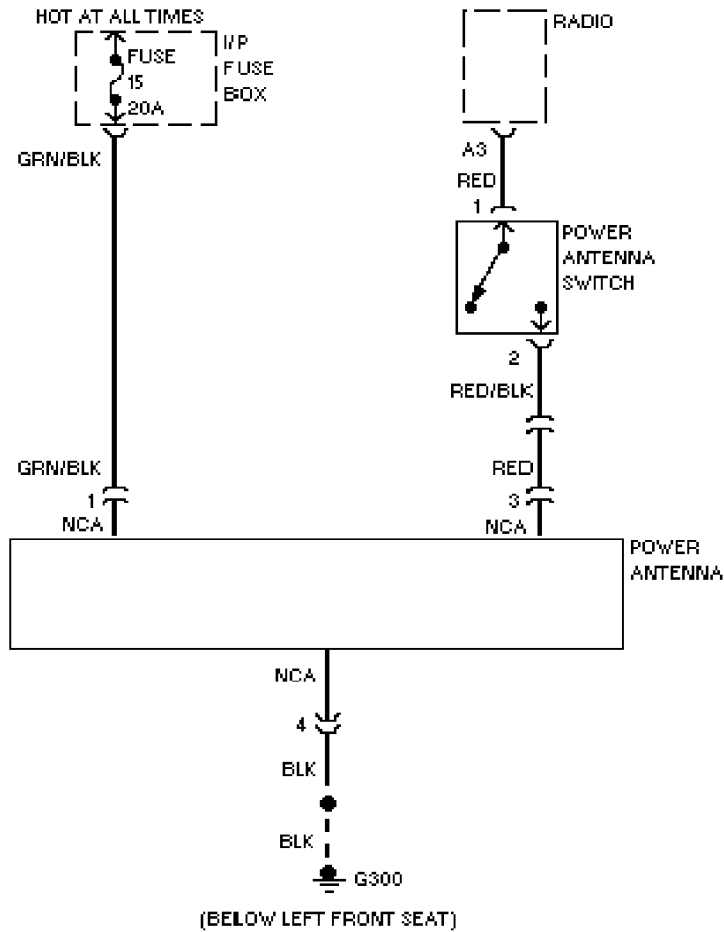 HOT AT ALL TIMES
FUSE
15
20A
I/P
FUSE
BOX
GRN/BLK
RADIO
A3
RED
1
POWER
ANTENNA
SWITCH
2
RED/BLK
GRN/BLK
1
NCA
RED
3
NCA
POWER
ANTENNA
NCA
4
BLK
BLK
G300
(BELOW LEFT FRONT SEAT)